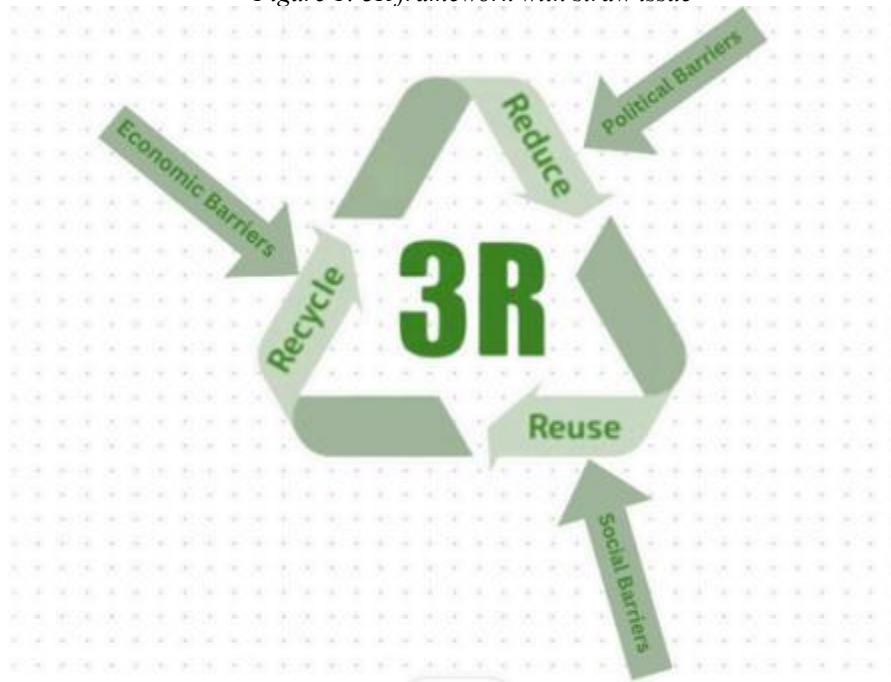 Political Barriers
Reduce
Economic Barriers
3R
Recycle
Reuse
Social Barriers